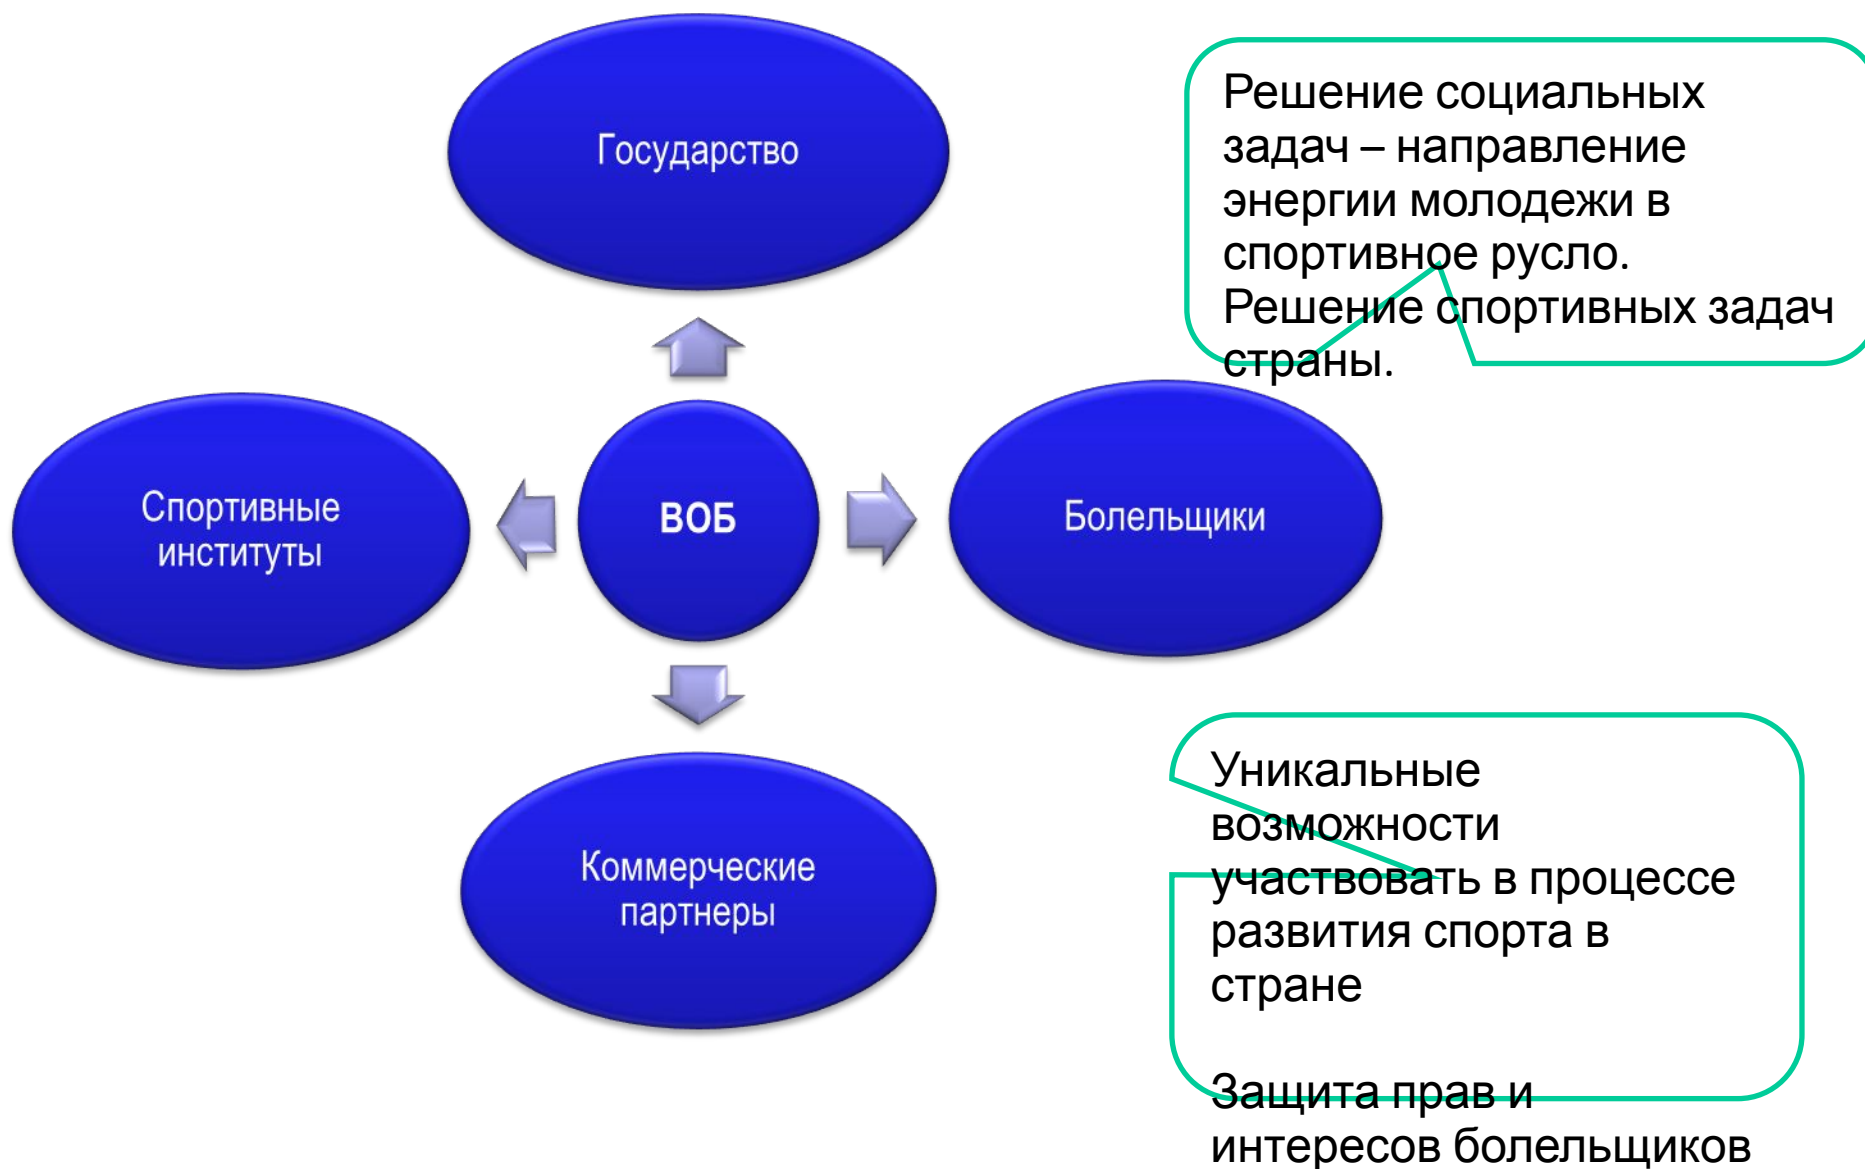 Государство
Решение социальных
задач – направление
энергии молодежи в
спортивное русло.
Решение спортивных задач
страны.
Спортивные
институты
ВОБ
Болельщики
Коммерческие
партнеры
Уникальные
возможности
участвовать в процессе
развития спорта в
стране
Защита прав и
интересов болельщиков